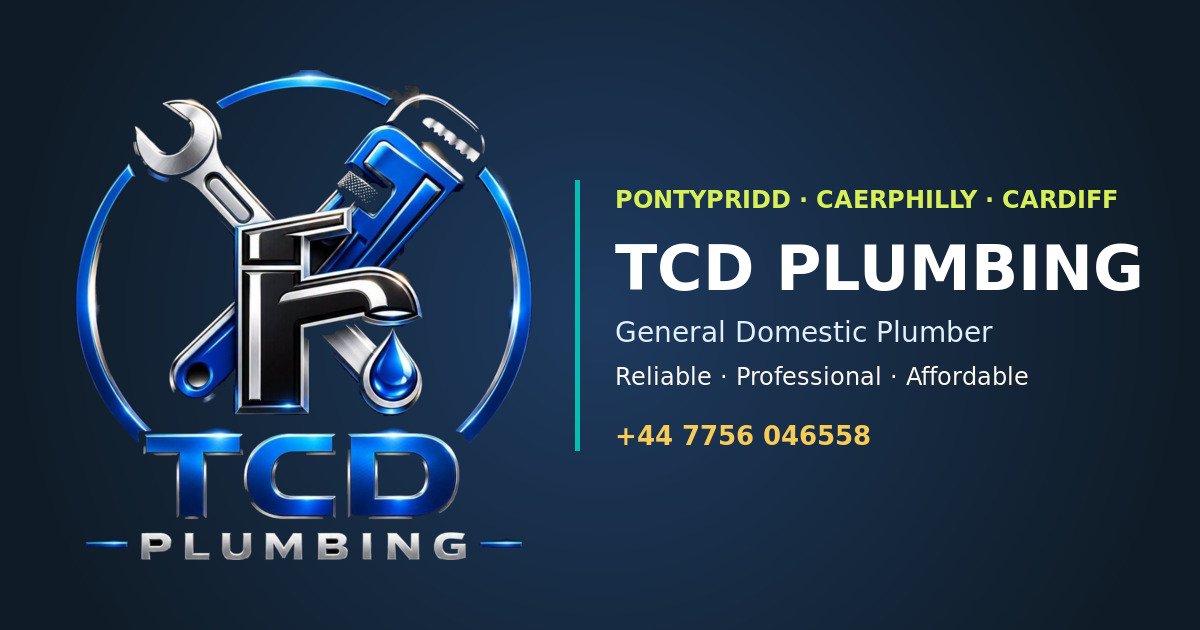 TCD
PLUMBING
PONTYPRIDD · CAERPHILLY · CARDIFF
TCD PLUMBING
General Domestic Plumber
Reliable · Professional · Affordable
+44 7756 046558